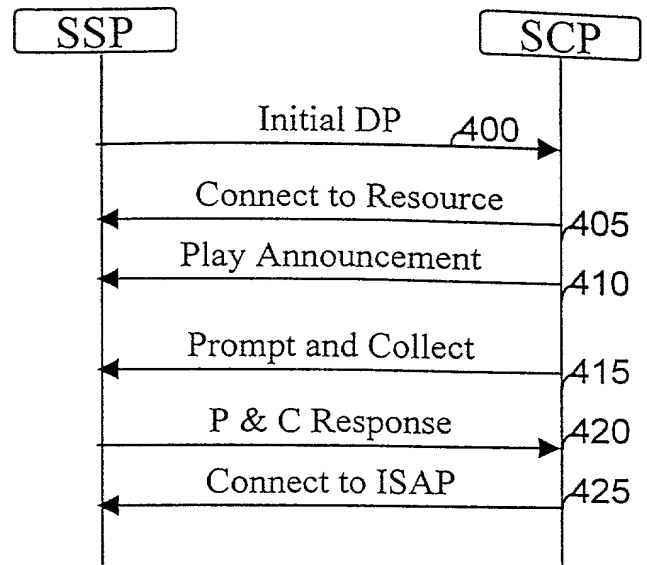 SSP
SCP
Initial DP 400
Connect to Resource
405
Play Announcement
410
Prompt and Collect
415
P & C Response
420
Connect to ISAP
425